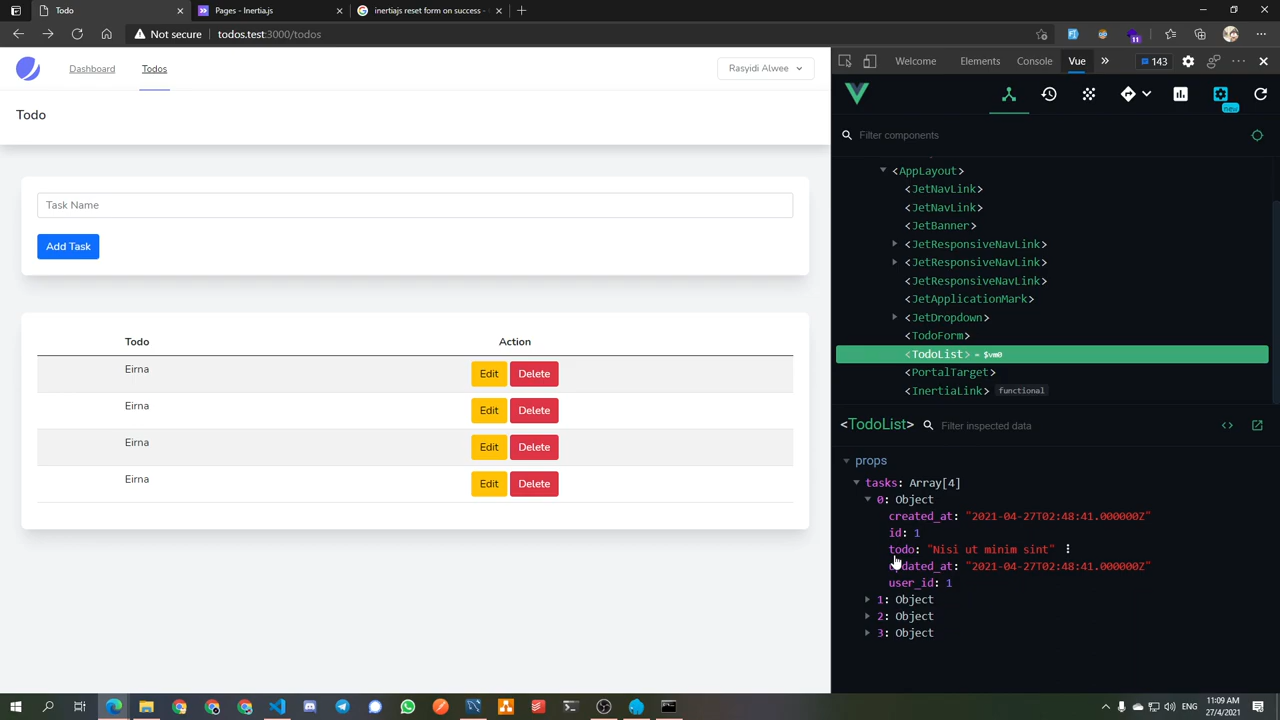 Todo
Pages - Inertia.js
inertiajs reset form on success -
Not secure
todos.test:3000/todos
11
Dashboard
Todos
Rasyidi Alwee
Todo
Task Name
Add Task
Todo
Action
Eirna
Edit
Delete
Eirna
Edit
Delete
Eirna
Edit
Delete
Eirna
Edit
Delete
Welcome
Elements
Console
Vue
143
new
Filter components
<AppLayout>
<JetNavLink>
<JetNavLink>
<JetBanner>
<JetResponsiveNavLink>
<JetResponsiveNavLink>
<JetResponsiveNavLink>
<JetApplicationMark>
<JetDropdown>
<TodoForm>
<TodoList> = $vm0
<PortalTarget>
<InertiaLink> functional
<TodoList>
Filter inspected data
props
tasks: Array[4]
0: Object
created_at: "2021-04-27T02:48:41.000000Z"
id: 1
todo: "Nisi ut minim sint"
updated_at: "2021-04-27T02:48:41.000000Z"
user_id: 1
1: Object
2: Object
3: Object
ENG
11:09 AM
27/4/2021